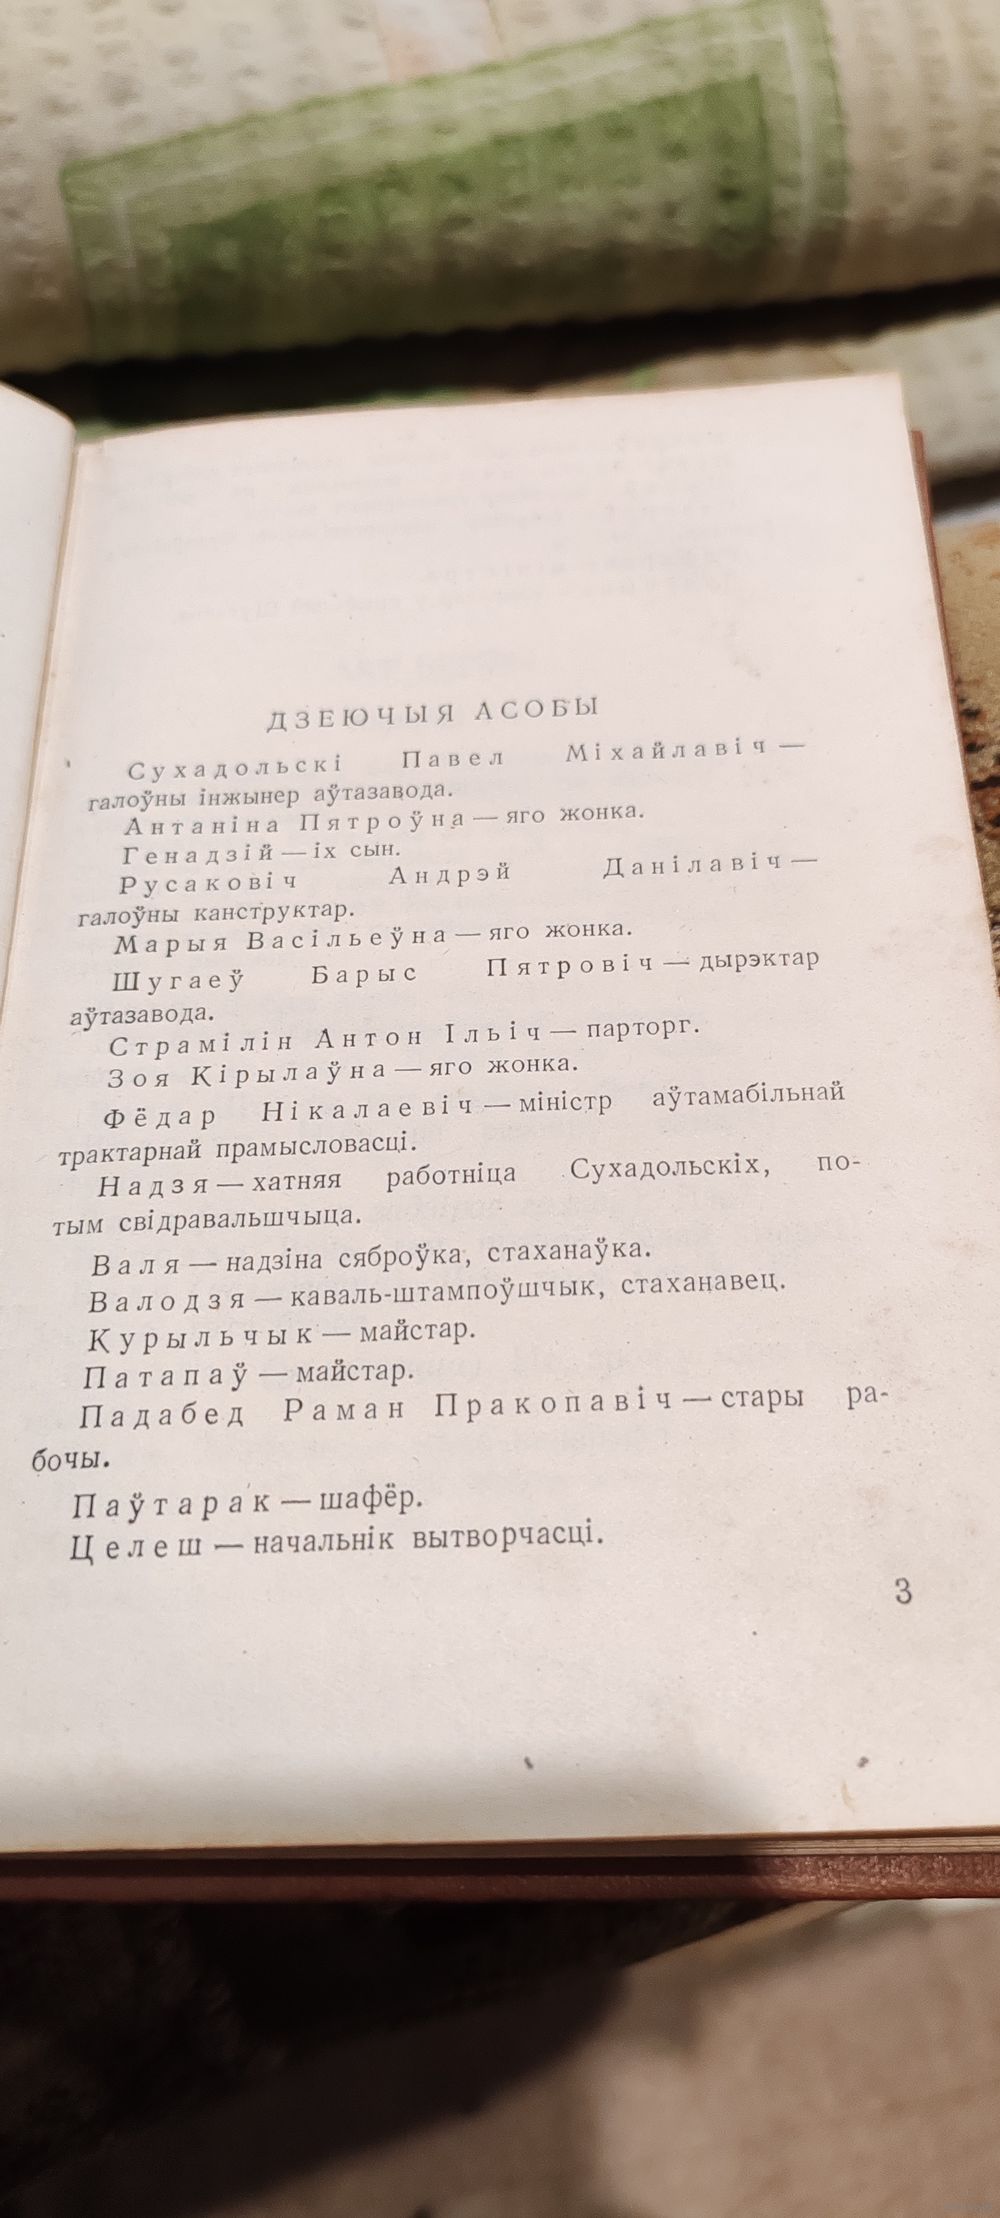 ДЗЕЮЧЫЯ АСОБЫ
Сухадольскі Павел Міхайлавіч —
галоўны інжынер аўтазавода.
Антаніна Пятроўна — яго жонка.
Генадзій — іх сын.
Русаковіч Андрэй Данілавіч —
галоўны канструктар.
Марыя Васільеўна — яго жонка.
Шугаеў Барыс Пятровіч — дырэктар
аўтазавода.
Страмілін Антон Ільіч — парторг.
Зоя Кірылаўна — яго жонка.
Фёдар Нікалаевіч — міністр аўтамабільнай
трактарнай прамысловасці.
Надзя — хатняя работніца Сухадольскіх, по-
тым свідравальшчыца.
Валя — надзіна сяброўка, стаханаўка.
Валодзя — каваль-штампоўшчык, стаханавец.
Курыльчык — майстар.
Патапаў — майстар.
Падабед Раман Пракопавіч — стары ра-
бочы.
Паўтарак — шафёр.
Целеш — начальнік вытворчасці.
3